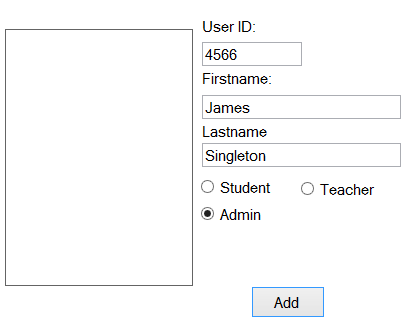 User ID:
4566
Firstname:
James
Lastname
Singleton
Student Teacher
Admin
Add